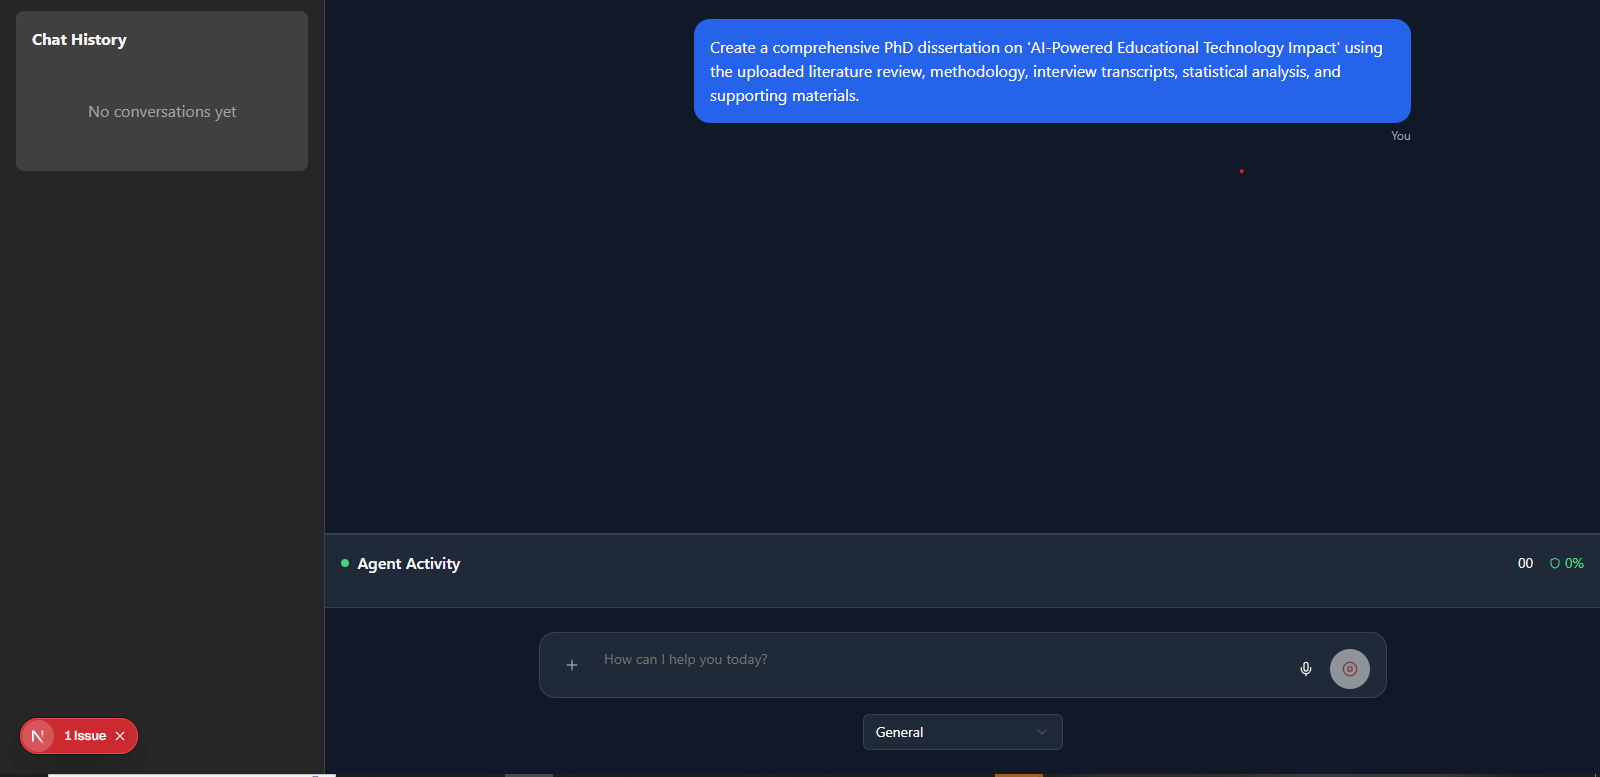 Chat History
No conversations yet
Create a comprehensive PhD dissertation on 'AI-Powered Educational Technology Impact' using
the uploaded literature review, methodology, interview transcripts, statistical analysis, and
supporting materials.
You
Agent Activity
00 0%
How can I help you today?
General
N 1 Issue